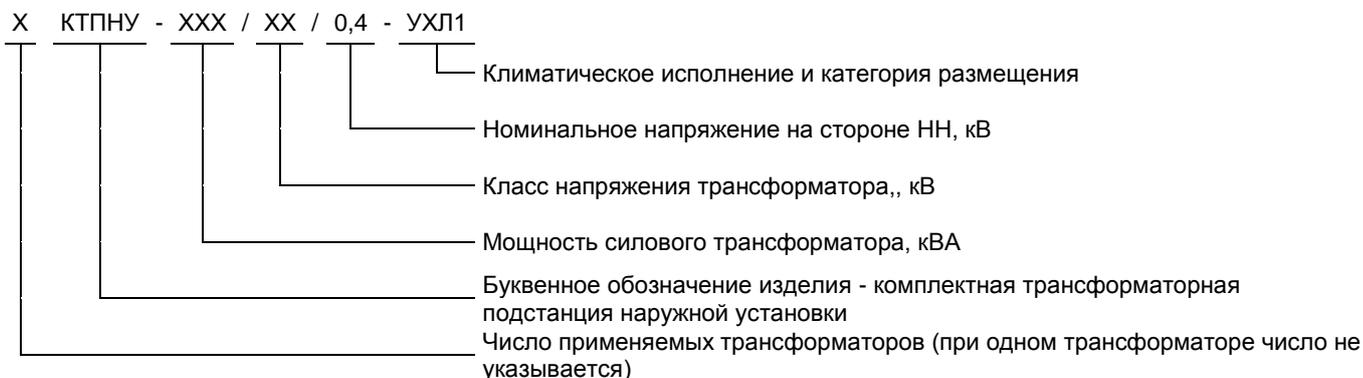 Х КТПНУ - ХХХ / ХХ / 0,4 - УХЛ1
Климатическое исполнение и категория размещения
Номинальное напряжение на стороне НН, кВ
Класс напряжения трансформатора,, кВ
Мощность силового трансформатора, кВА
Буквенное обозначение изделия - комплектная трансформаторная
подстанция наружной установки
Число применяемых трансформаторов (при одном трансформаторе число не
указывается)